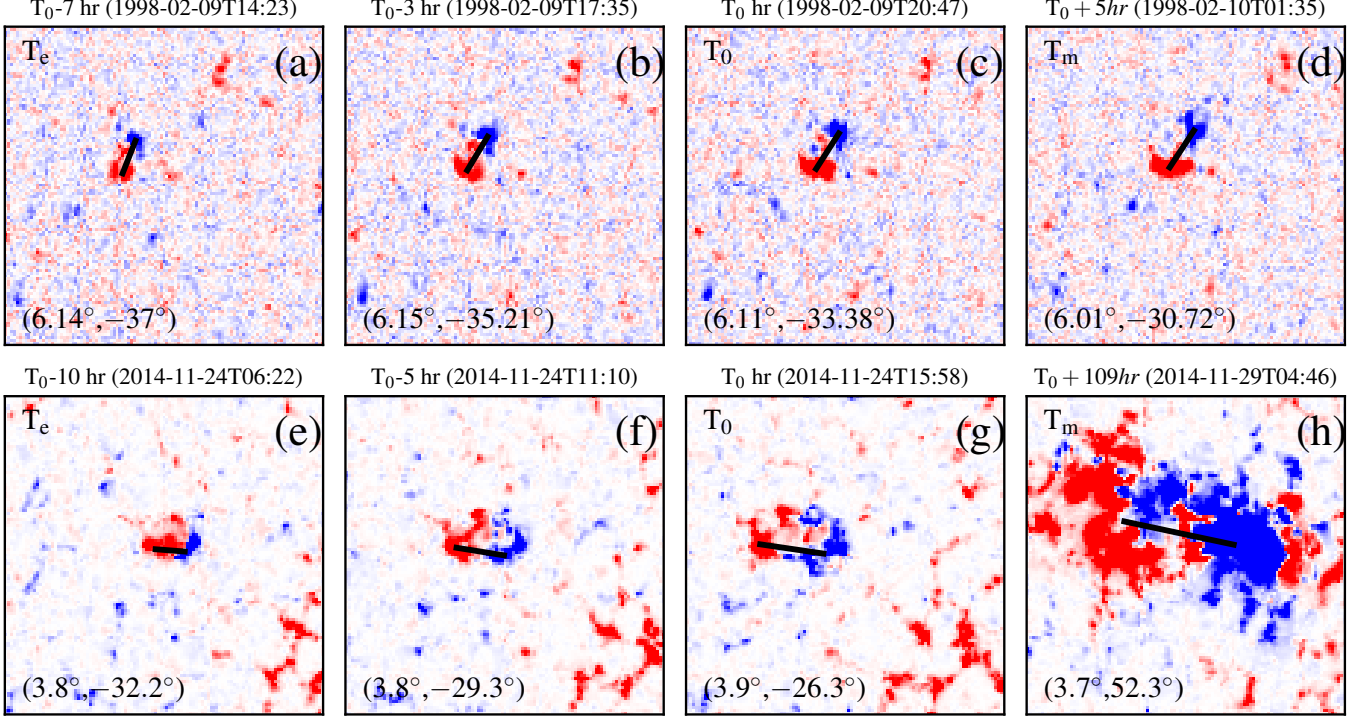 T₀-7 hr (1998-02-09T14:23)
T₀-3 hr (1998-02-09T17:35)
T₀ hr (1998-02-09T20:47)
T₀ + 5hr (1998-02-10T01:35)
Tₑ (a)
(b)
T₀ (c)
Tₘ (d)
(6.14°,−37°)
(6.15°,−35.21°)
(6.11°,−33.38°)
(6.01°,−30.72°)
T₀-10 hr (2014-11-24T06:22)
T₀-5 hr (2014-11-24T11:10)
T₀ hr (2014-11-24T15:58)
T₀ + 109hr (2014-11-29T04:46)
Tₑ (e)
(f)
T₀ (g)
Tₘ (h)
(3.8°,−32.2°)
(3.8°,−29.3°)
(3.9°,−26.3°)
(3.7°,52.3°)